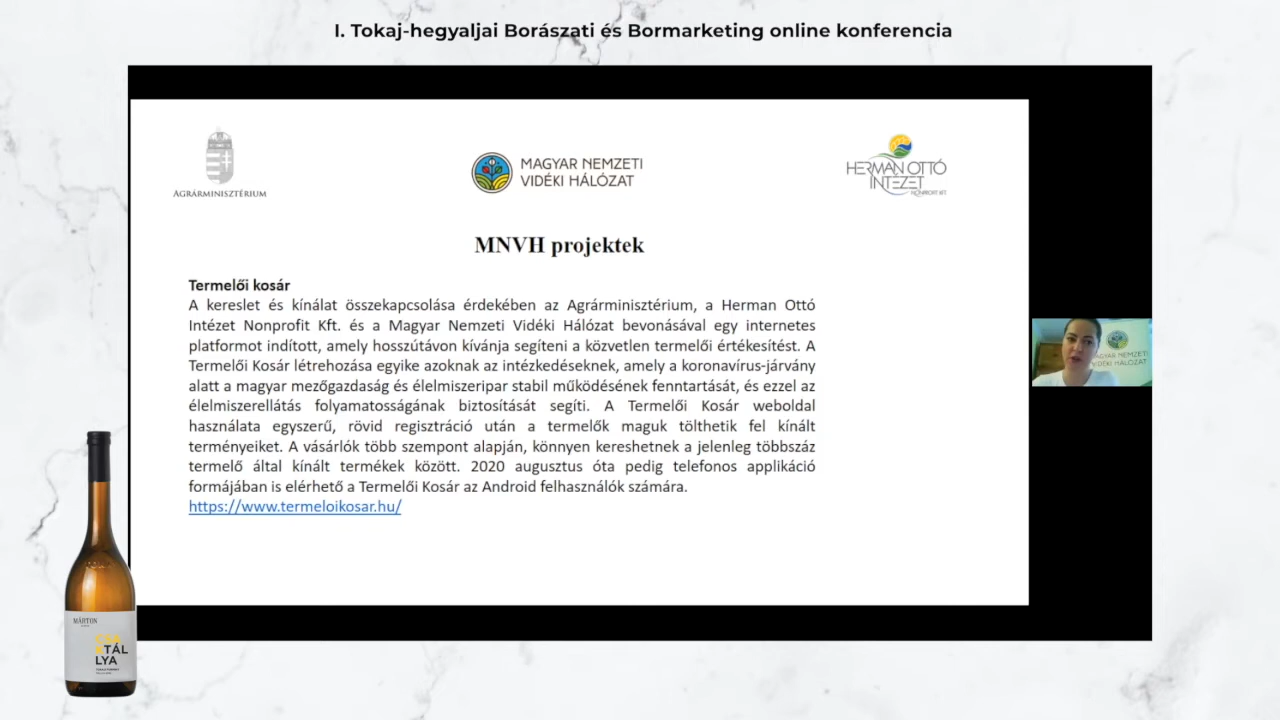 I. Tokaj-hegyaljai Borászati és Bormarketing online konferencia
AGRÁRMINISZTÉRIUM
MAGYAR NEMZETI
VIDÉKI HÁLÓZAT
HERMAN OTTÓ
INTÉZET
NONPROFIT KFT.
MNVH projektek
Termelői kosár
A kereslet és kínálat összekapcsolása érdekében az Agrárminisztérium, a Herman Ottó
Intézet Nonprofit Kft. és a Magyar Nemzeti Vidéki Hálózat bevonásával egy internetes
platformot indított, amely hosszútávon kívánja segíteni a közvetlen termelői értékesítést. A
Termelői Kosár létrehozása egyike azoknak az intézkedéseknek, amely a koronavírus-járvány
alatt a magyar mezőgazdaság és élelmiszeripar stabil működésének fenntartását, és ezzel az
élelmiszerellátás folyamatosságának biztosítását segíti. A Termelői Kosár weboldal
használata egyszerű, rövid regisztráció után a termelők maguk tölthetik fel kínált
terményeiket. A vásárlók több szempont alapján, könnyen kereshetnek a jelenleg többszáz
termelő által kínált termékek között. 2020 augusztus óta pedig telefonos applikáció
formájában is elérhető a Termelői Kosár az Android felhasználók számára.
https://www.termeloikosar.hu/
MAGYAR NEMZETI
VIDÉKI HÁLÓZAT
MÁRTON
TÁL
LYA